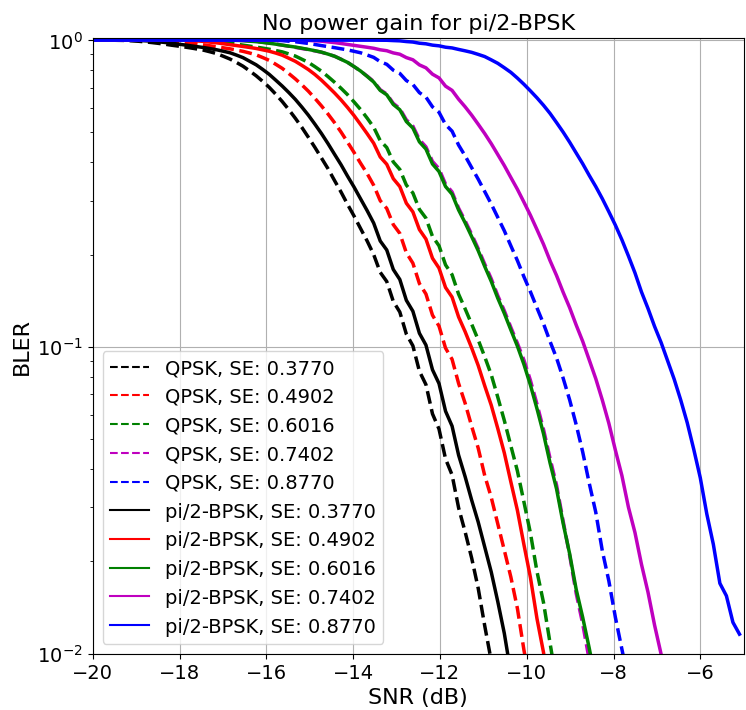 No power gain for pi/2-BPSK
10⁰
10⁻¹
10⁻²
BLER
QPSK, SE: 0.3770
QPSK, SE: 0.4902
QPSK, SE: 0.6016
QPSK, SE: 0.7402
QPSK, SE: 0.8770
pi/2-BPSK, SE: 0.3770
pi/2-BPSK, SE: 0.4902
pi/2-BPSK, SE: 0.6016
pi/2-BPSK, SE: 0.7402
pi/2-BPSK, SE: 0.8770
−20 −18 −16 −14 −12 −10 −8 −6
SNR (dB)